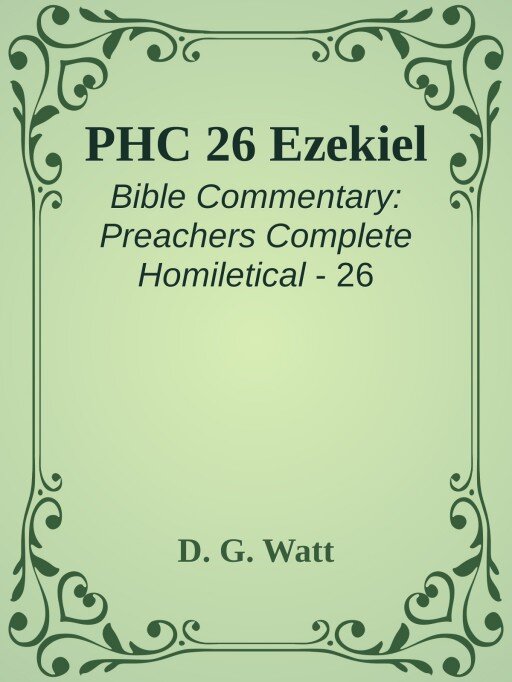 PHC 26 Ezekiel
Bible Commentary:
Preachers Complete
Homiletical - 26
D. G. Watt